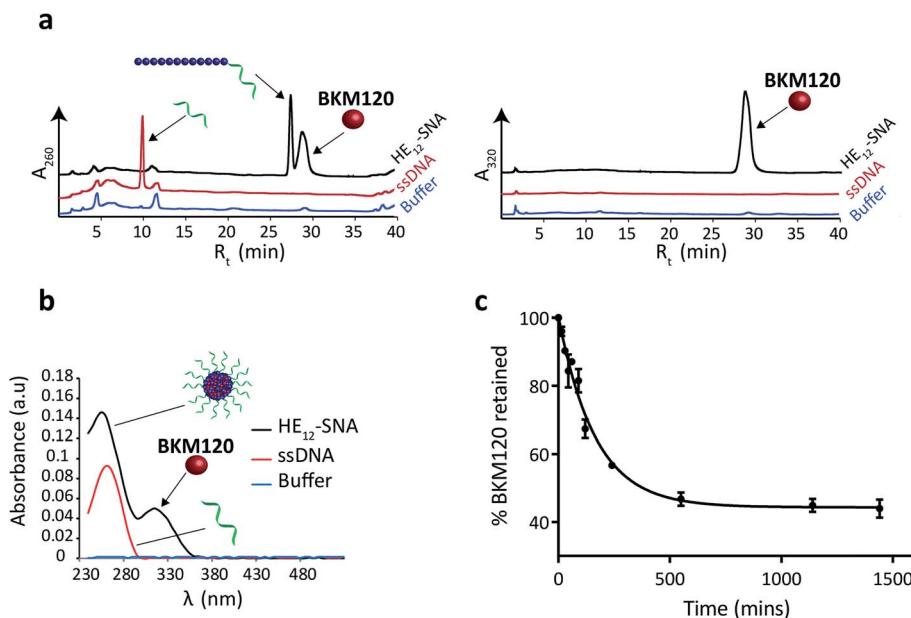 a
BKM120
A260
HE12-SNA
ssDNA
Buffer
5 10 15 20 25 30 35 40
Rt (min)
BKM120
A320
HE12-SNA
ssDNA
Buffer
5 10 15 20 25 30 35 40
Rt (min)
b
Absorbance (a.u)
0.18
0.16
0.14
0.12
0.1
0.08
0.06
0.04
0.02
0
230 280 330 380 430 480
λ (nm)
BKM120
HE12-SNA
ssDNA
Buffer
c
% BKM120 retained
100
80
60
40
0 500 1000 1500
Time (mins)